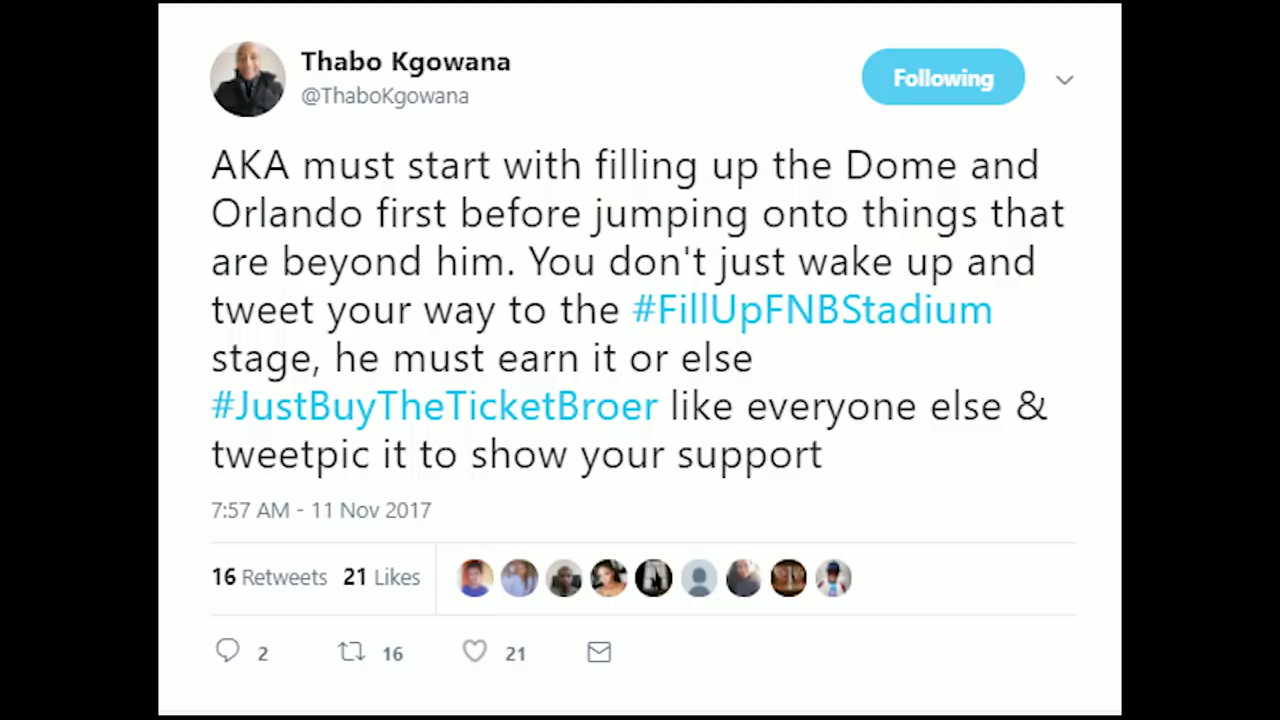 Thabo Kgowana
@ThaboKgowana
Following
AKA must start with filling up the Dome and
Orlando first before jumping onto things that
are beyond him. You don't just wake up and
tweet your way to the #FillUpFNBStadium
stage, he must earn it or else
#JustBuyTheTicketBroer like everyone else &
tweetpic it to show your support
7:57 AM - 11 Nov 2017
16 Retweets 21 Likes
2 16 21